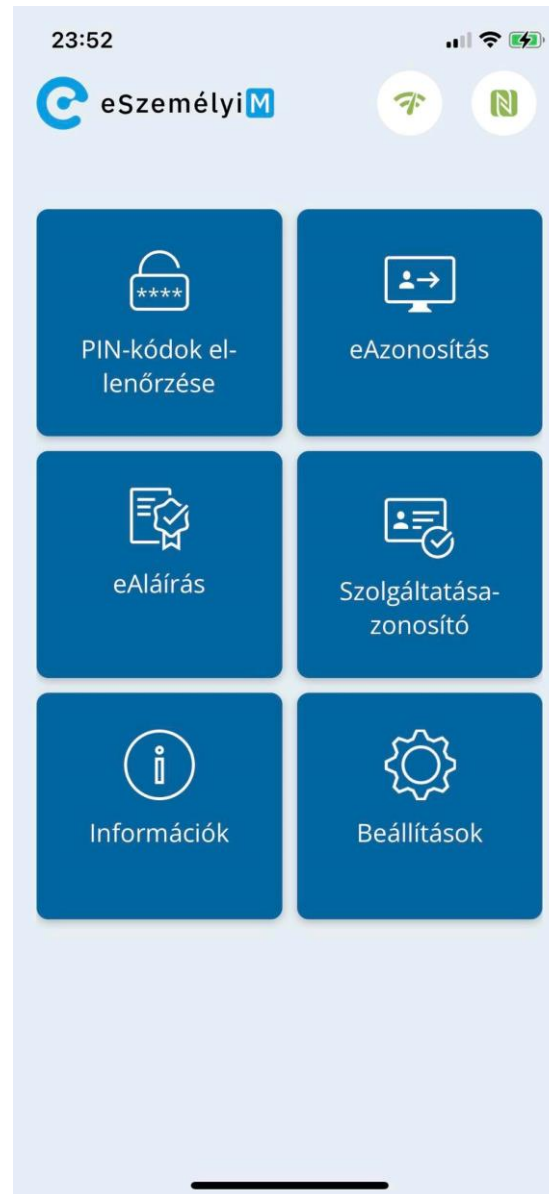 23:52
eSzemélyi M
****
PIN-kódok el-
lenőrzése
eAzonosítás
eAláírás
Szolgáltatása-
zonosító
Információk
Beállítások